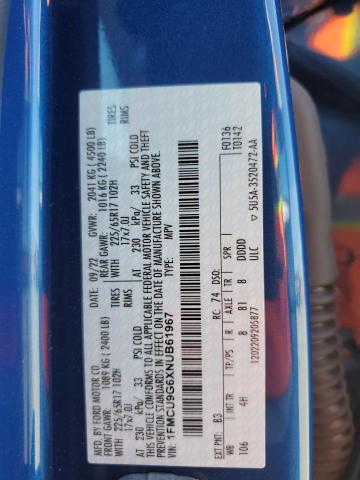 MFD. BY FORD MOTOR CO.
DATE: 09/22 GVWR: 2041 KG ( 4500 LB)
FRONT GAWR: 1089 KG ( 2400 LB) REAR GAWR: 1016 KG ( 2240 LB)
225/65R17 102H TIRES 225/65R17 102H TIRES
17x7.0J RIMS 17x7.0J RIMS
AT 230 kPa/ 33 PSI COLD AT 230 kPa/ 33 PSI COLD
THIS VEHICLE CONFORMS TO ALL APPLICABLE FEDERAL MOTOR VEHICLE SAFETY AND THEFT
PREVENTION STANDARDS IN EFFECT ON THE DATE OF MANUFACTURE SHOWN ABOVE.
VIN: 1FMCU9G6XNUB61967
TYPE: MPV
F0136
T0142
EXT PNT: B3 RC: 74 DSO:
WB INT TR TP/PS R AXLE TR SPR
106 4H 8 B1 8 DDDD
1202209205887 ULC
5U5A-3520472-AA